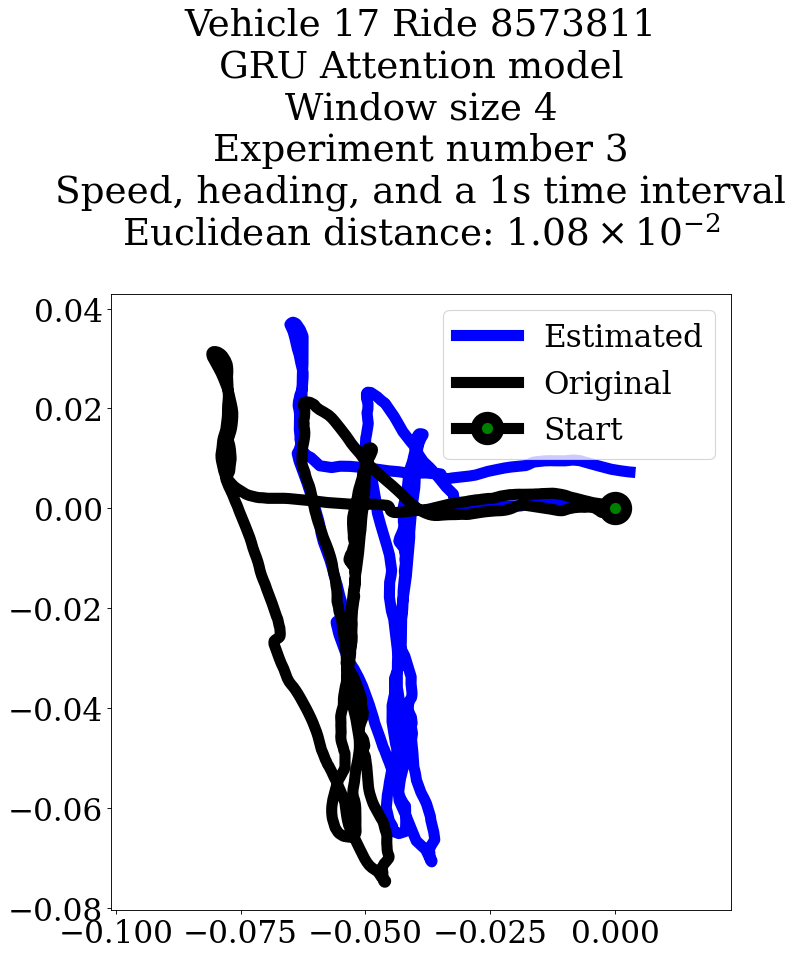 Vehicle 17 Ride 8573811
GRU Attention model
Window size 4
Experiment number 3
Speed, heading, and a 1s time interval
Euclidean distance: 1.08 × 10⁻²
Estimated
Original
Start
0.04
0.02
0.00
−0.02
−0.04
−0.06
−0.08
−0.100 −0.075 −0.050 −0.025 0.000